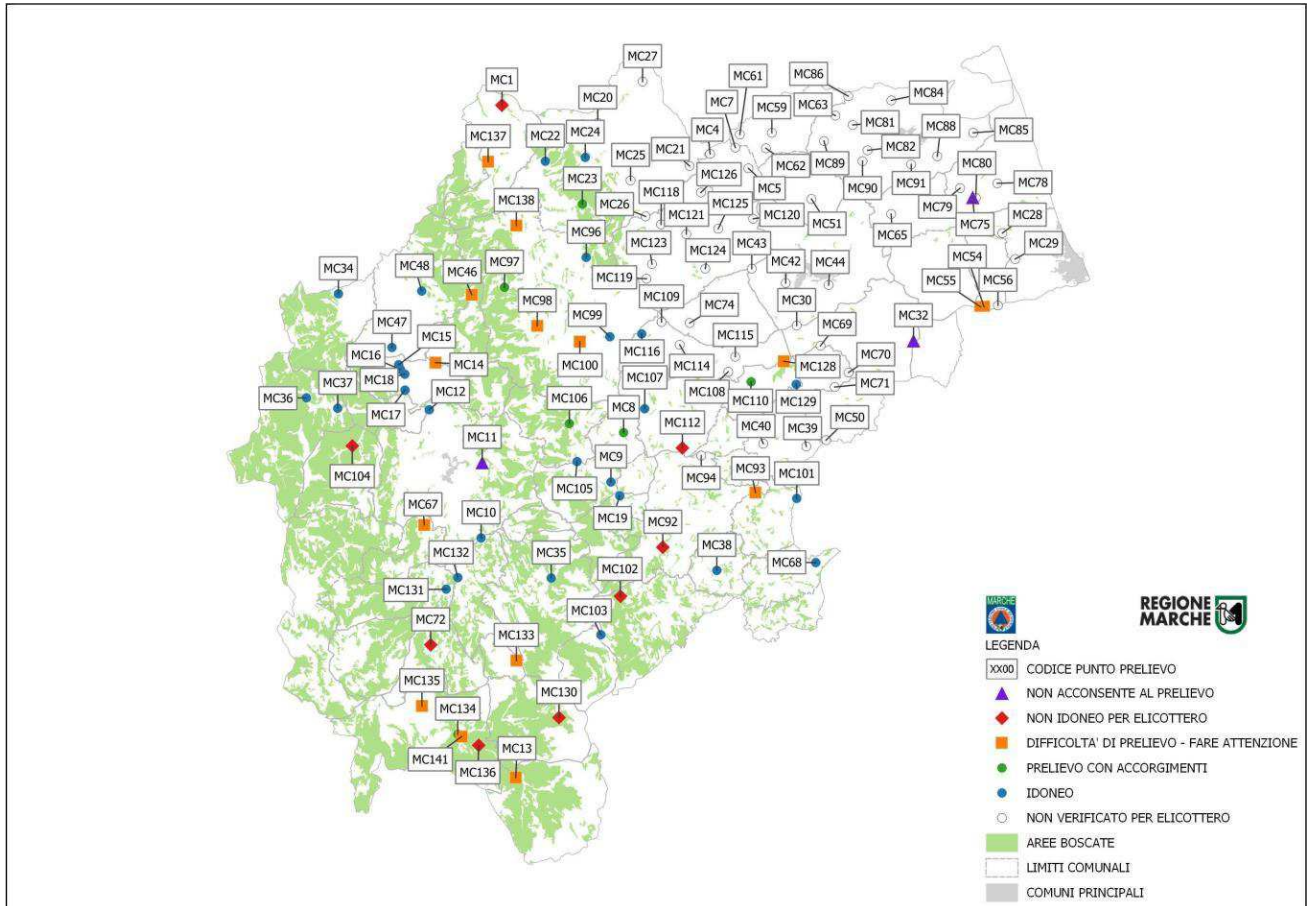 MC27
MC1
MC20
MC61
MC86
MC7
MC59
MC63
MC84
MC24
MC4
MC81
MC88
MC137
MC22
MC25
MC21
MC85
MC82
MC62
MC89
MC80
MC23
MC126
MC5
MC90
MC91
MC78
MC118
MC138
MC26
MC125
MC79
MC121
MC120
MC51
MC75
MC28
MC96
MC65
MC123
MC124
MC43
MC29
MC54
MC34
MC48
MC46
MC97
MC119
MC42
MC44
MC55
MC56
MC98
MC99
MC109
MC74
MC30
MC32
MC47
MC15
MC69
MC16
MC116
MC115
MC14
MC100
MC114
MC128
MC70
MC37
MC18
MC12
MC107
MC108
MC71
MC36
MC17
MC106
MC8
MC110
MC129
MC112
MC40
MC39
MC50
MC11
MC104
MC9
MC94
MC93
MC101
MC105
MC67
MC10
MC19
MC92
MC132
MC35
MC38
MC68
MC102
MC131
MC103
MC72
MC133
MC135
MC130
MC134
MC13
MC141
MC136
MARCHE
REGIONE
MARCHE
LEGENDA
XX00 CODICE PUNTO PRELIEVO
NON ACCONSENTE AL PRELIEVO
NON IDONEO PER ELICOTTERO
DIFFICOLTA' DI PRELIEVO - FARE ATTENZIONE
PRELIEVO CON ACCORGIMENTI
IDONEO
NON VERIFICATO PER ELICOTTERO
AREE BOSCATE
LIMITI COMUNALI
COMUNI PRINCIPALI